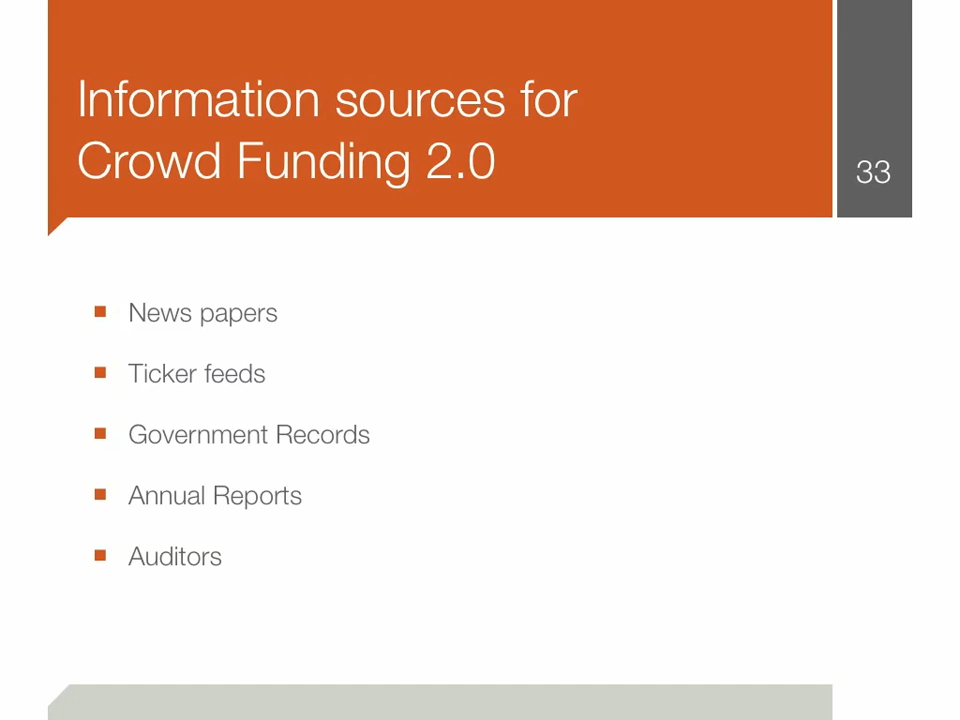 Information sources for
Crowd Funding 2.0
33
News papers
Ticker feeds
Government Records
Annual Reports
Auditors